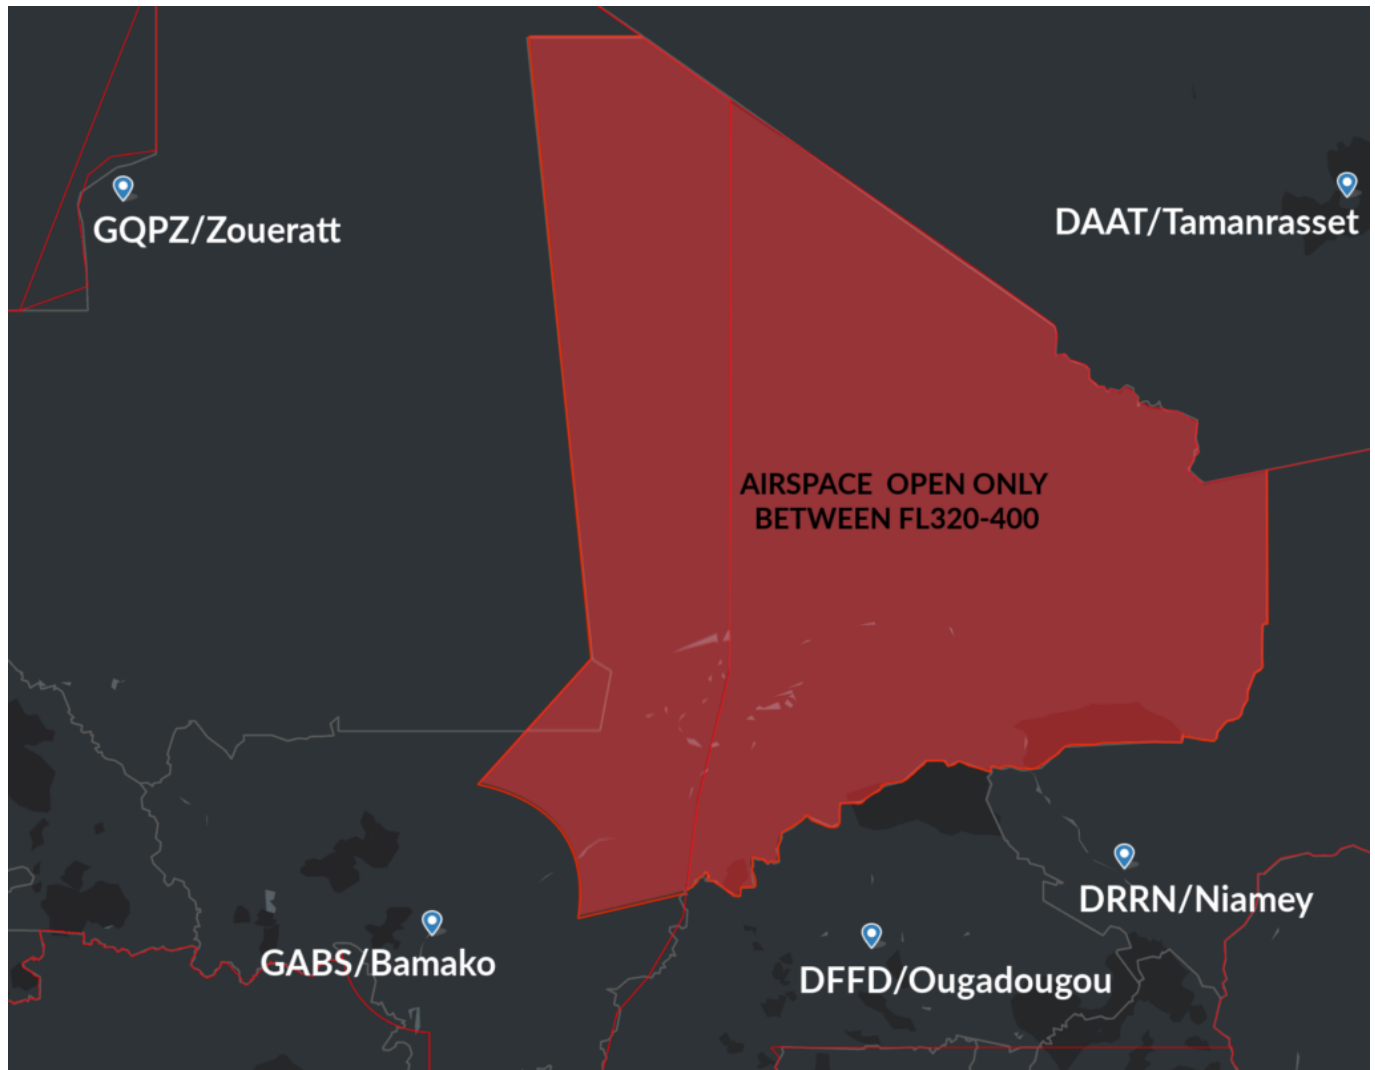 GQPZ/Zoueratt
DAAT/Tamanrasset
AIRSPACE OPEN ONLY
BETWEEN FL320-400
DRRN/Niamey
GABS/Bamako
DFFD/Ougadougou